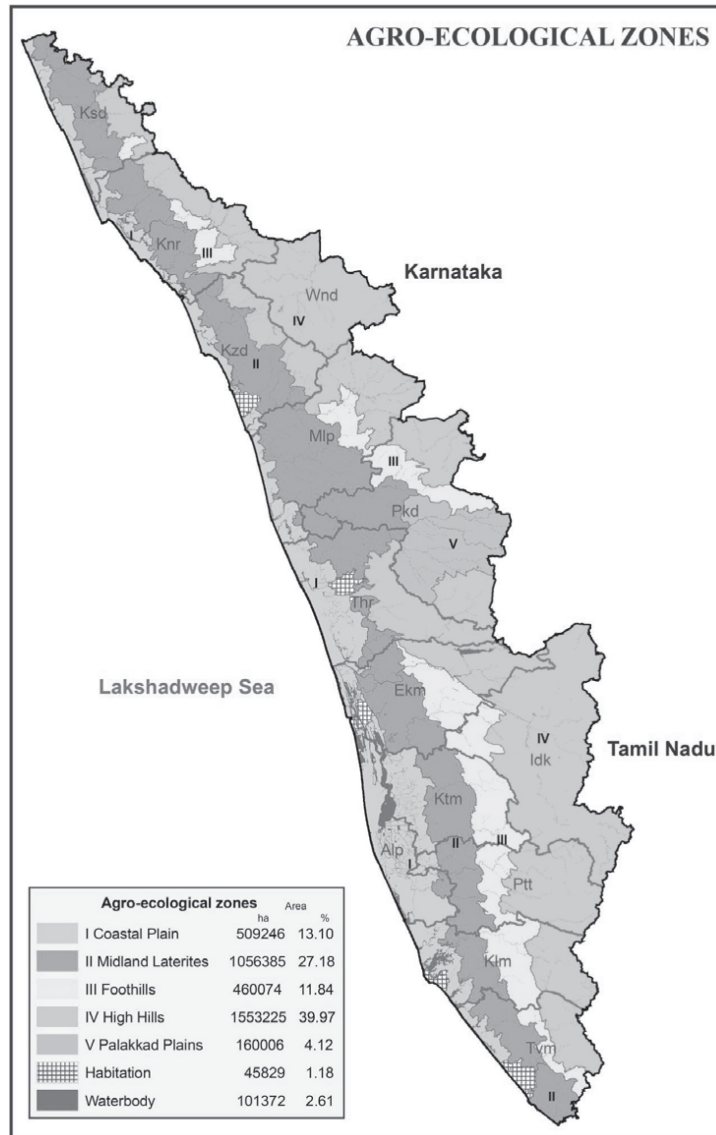 AGRO-ECOLOGICAL ZONES
Ksd
I
Knr
III
Karnataka
Wnd
IV
Kzd
II
Mlp
III
Pkd
V
I
Thr
Lakshadweep Sea
Ekm
IV
Idk
Tamil Nadu
Ktm
II
III
Alp
I
Ptt
Klm
Tvm
II
Agro-ecological zones Area
ha %
I Coastal Plain 509246 13.10
II Midland Laterites 1056385 27.18
III Foothills 460074 11.84
IV High Hills 1553225 39.97
V Palakkad Plains 160006 4.12
Habitation 45829 1.18
Waterbody 101372 2.61